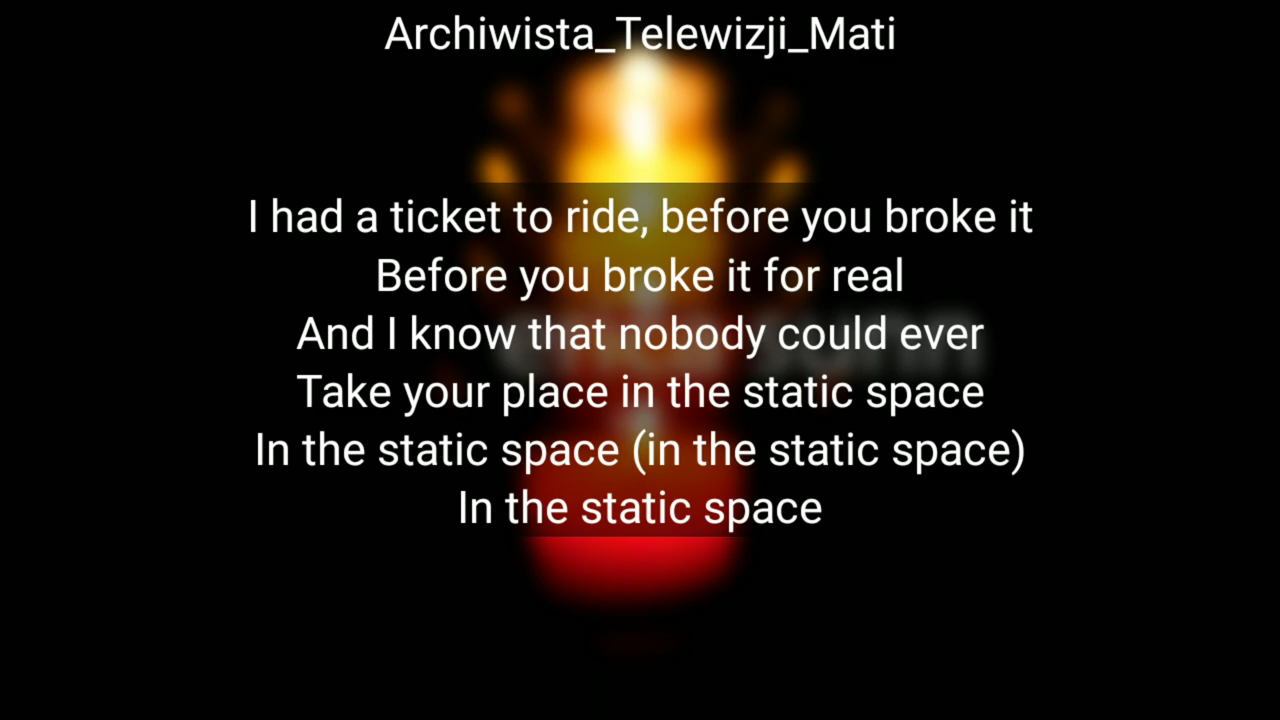 Archiwista_Telewizji_Mati
I had a ticket to ride, before you broke it
Before you broke it for real
And I know that nobody could ever
Take your place in the static space
In the static space (in the static space)
In the static space